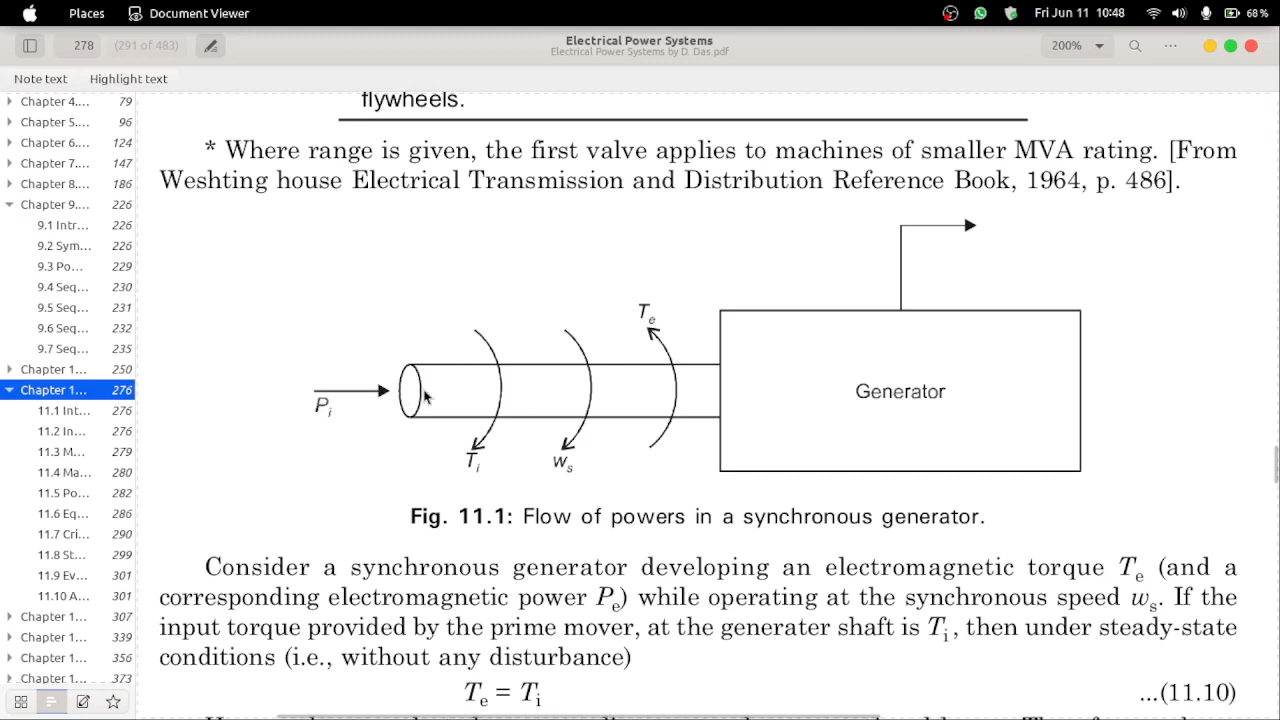 Places Document Viewer Fri Jun 11 10:48 68 %
278 (291 of 483) Electrical Power Systems 200%
Electrical Power Systems by D. Das.pdf
Note text Highlight text
Chapter 4.... 79
Chapter 5.... 96
Chapter 6.... 124
Chapter 7.... 147
Chapter 8.... 186
Chapter 9.... 226
9.1 Intr... 226
9.2 Sym... 226
9.3 Po... 229
9.4 Seq... 230
9.5 Seq... 231
9.6 Seq... 232
9.7 Seq... 235
Chapter 1... 250
Chapter 1... 276
11.1 Int... 276
11.2 In... 276
11.3 M... 279
11.4 Ma... 280
11.5 Po... 282
11.6 Eq... 286
11.7 Cri... 290
11.8 St... 299
11.9 Ev... 301
11.10 A... 301
Chapter 1... 307
Chapter 1... 339
Chapter 1... 356
Chapter 1... 373
flywheels.
* Where range is given, the first valve applies to machines of smaller MVA rating. [From
Weshting house Electrical Transmission and Distribution Reference Book, 1964, p. 486].
Te
Generator
Pi
Ti ws
Fig. 11.1: Flow of powers in a synchronous generator.
Consider a synchronous generator developing an electromagnetic torque Te (and a
corresponding electromagnetic power Pe) while operating at the synchronous speed ws. If the
input torque provided by the prime mover, at the generater shaft is Ti, then under steady-state
conditions (i.e., without any disturbance)
Te = Ti ...(11.10)